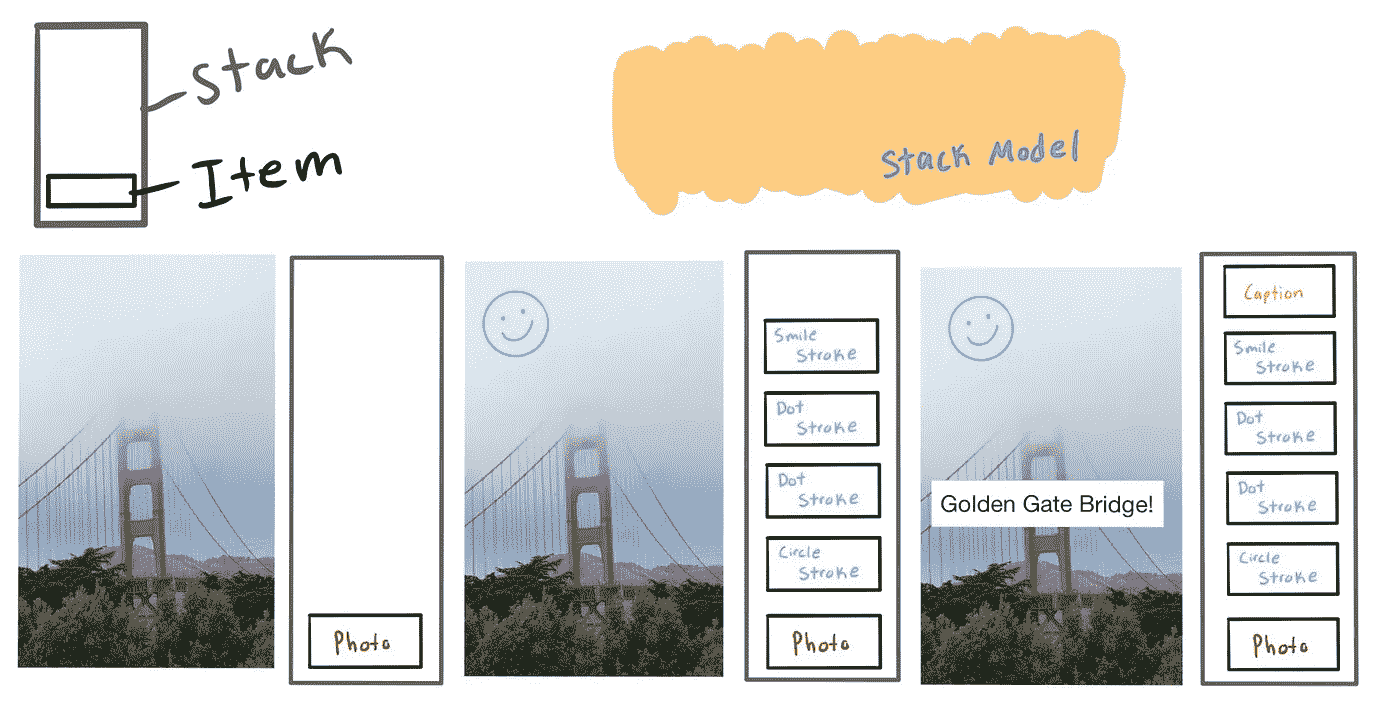 Stack
Item
Stack Model
Photo
Smile
Stroke
Dot
Stroke
Dot
Stroke
Circle
Stroke
Photo
Golden Gate Bridge!
Caption
Smile
Stroke
Dot
Stroke
Dot
Stroke
Circle
Stroke
Photo